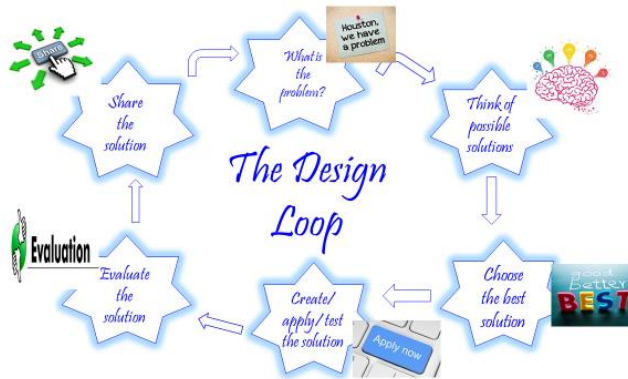 Houston,
we have
a problem
What is
the
problem?
Think of
possible
solutions
Choose
the best
solution
good
Better
BEST
Create/
apply/ test
the solution
Apply now
Evaluate
the
solution
Evaluation
Share
the
solution
Share
The Design
Loop